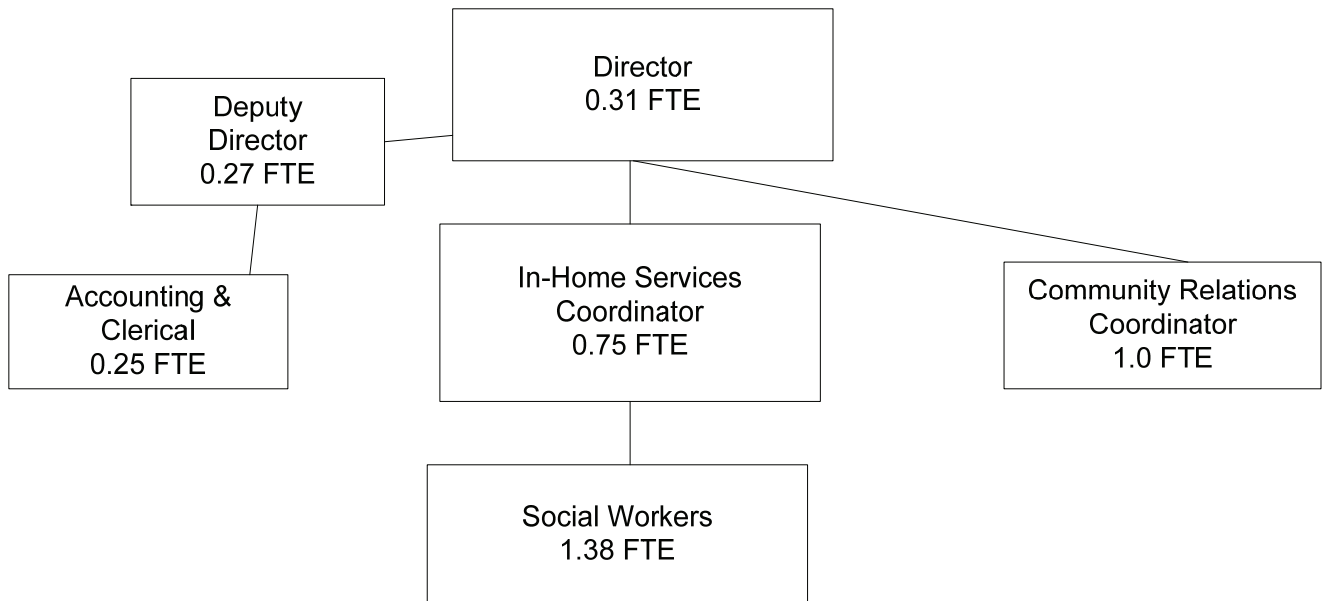 Director
0.31 FTE
Deputy
Director
0.27 FTE
Accounting &
Clerical
0.25 FTE
In-Home Services
Coordinator
0.75 FTE
Community Relations
Coordinator
1.0 FTE
Social Workers
1.38 FTE